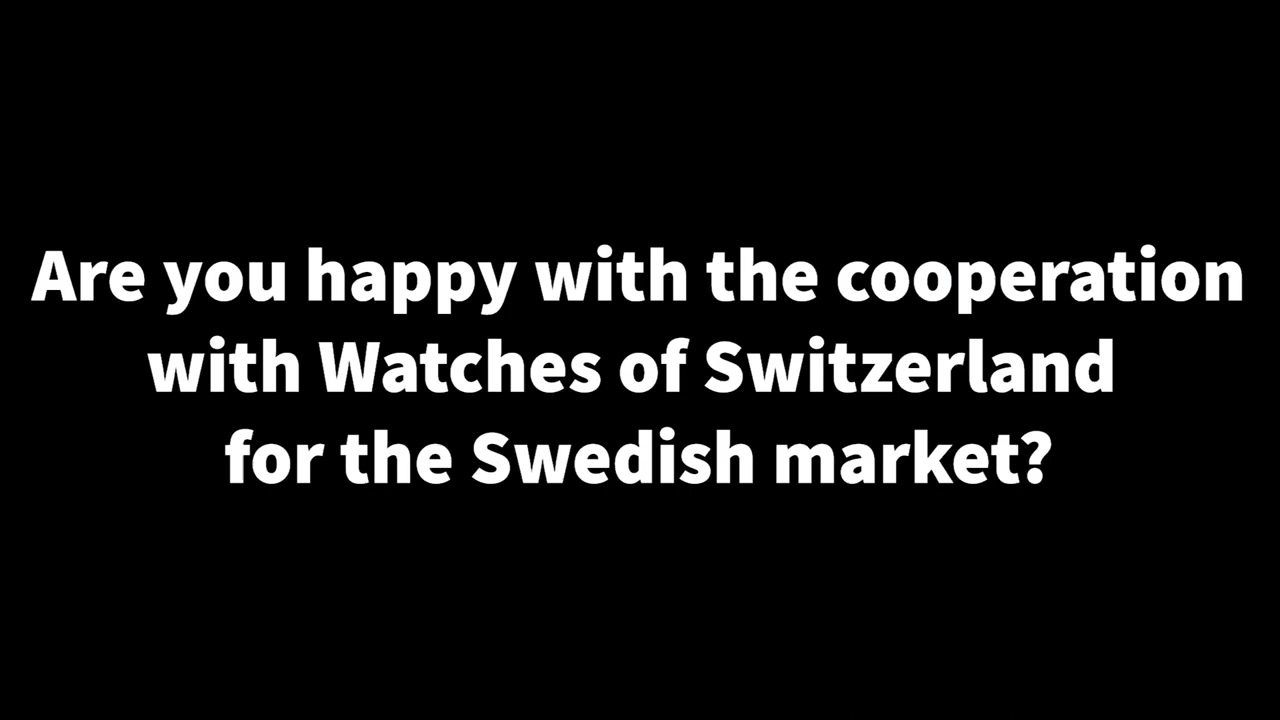 Are you happy with the cooperation
with Watches of Switzerland
for the Swedish market?